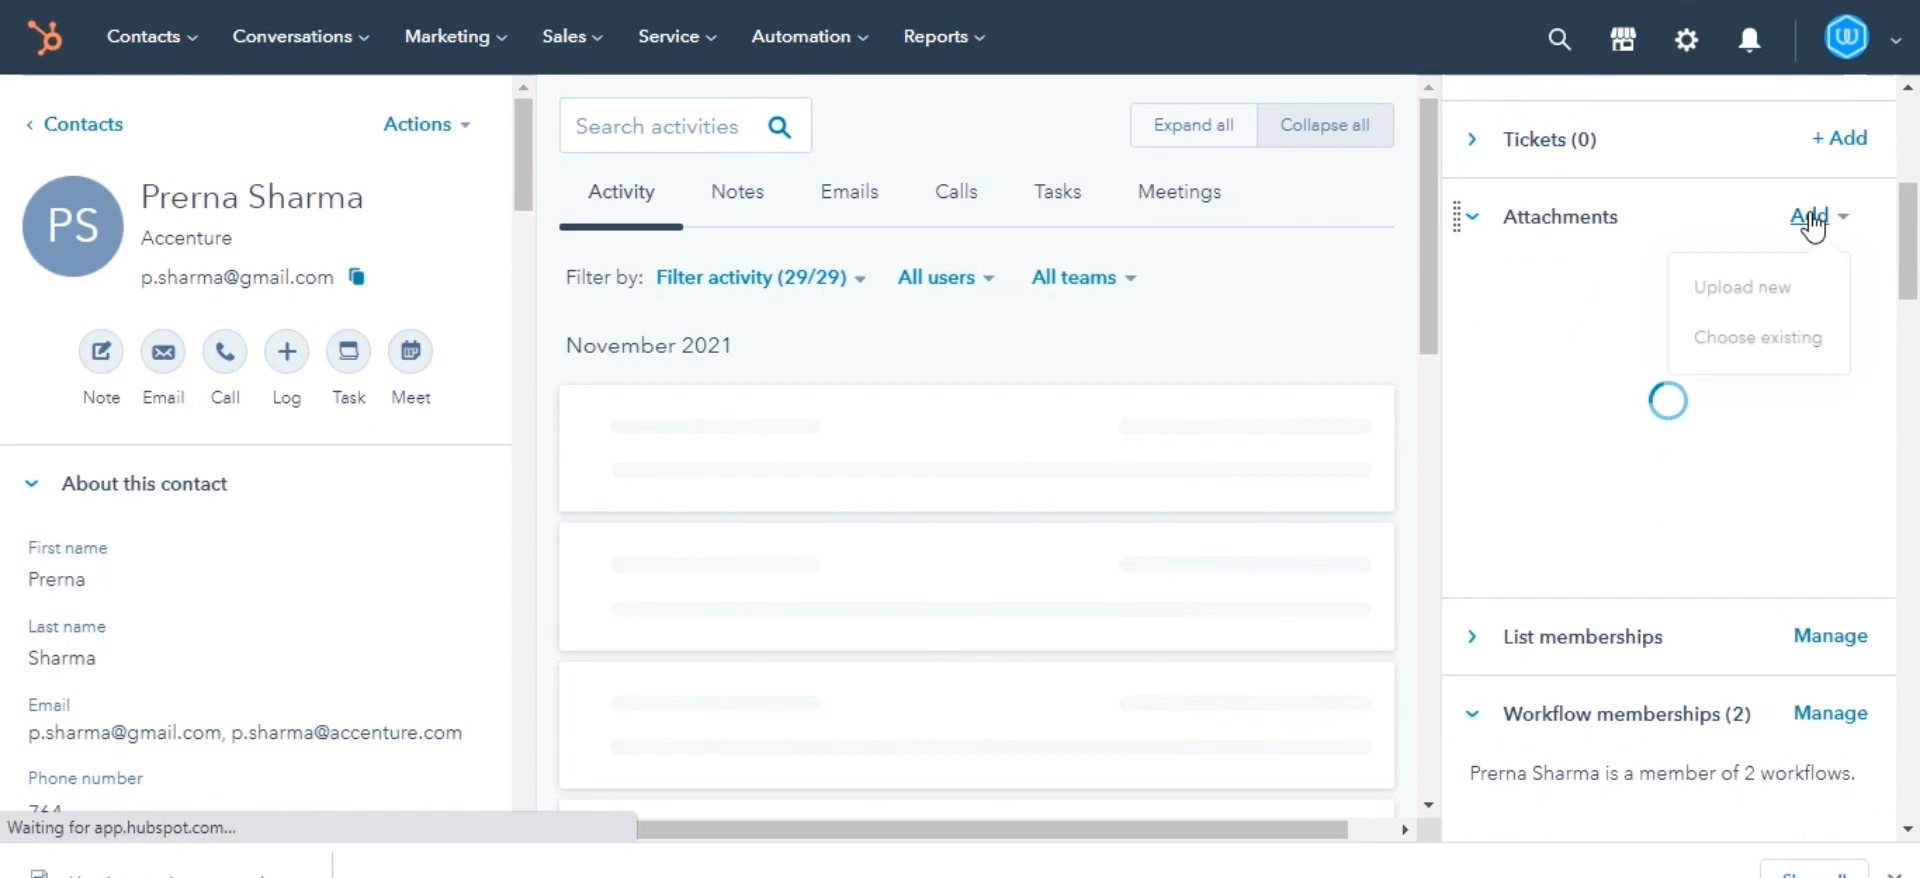 Contacts
Conversations
Marketing
Sales
Service
Automation
Reports
Contacts
Actions
PS
Prerna Sharma
Accenture
p.sharma@gmail.com
Note
Email
Call
Log
Task
Meet
About this contact
First name
Prerna
Last name
Sharma
Email
p.sharma@gmail.com, p.sharma@accenture.com
Phone number
Waiting for app.hubspot.com...
Search activities
Expand all
Collapse all
Activity
Notes
Emails
Calls
Tasks
Meetings
Filter by: Filter activity (29/29) All users All teams
November 2021
Tickets (0)
+ Add
Attachments
Add
Upload new
Choose existing
List memberships
Manage
Workflow memberships (2)
Manage
Prerna Sharma is a member of 2 workflows.